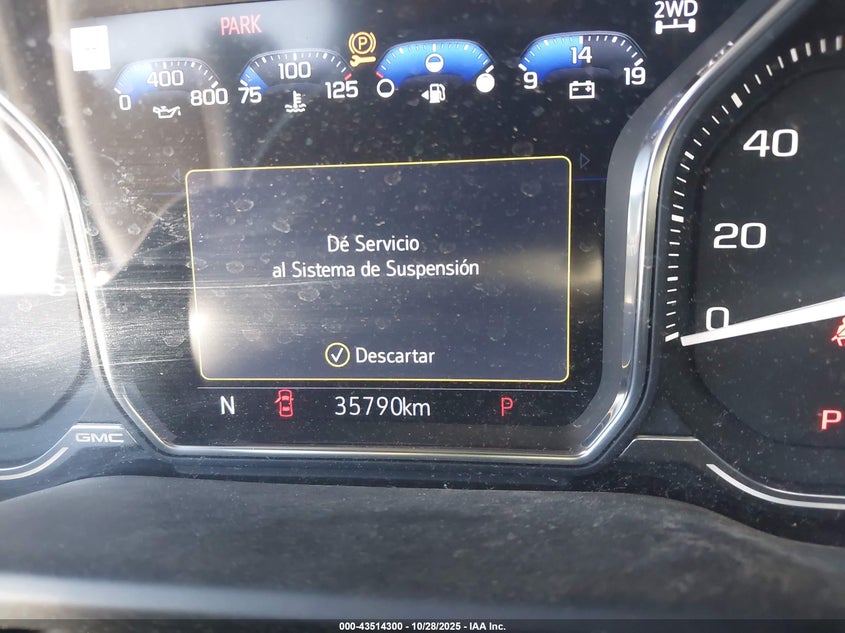 PARK
2WD
400
0 800
100
75 125
14
9 19
Dé Servicio
al Sistema de Suspensión
Descartar
N 35790km P
GMC
40
20
0
P
000-43514300 - 10/28/2025 - IAA Inc.